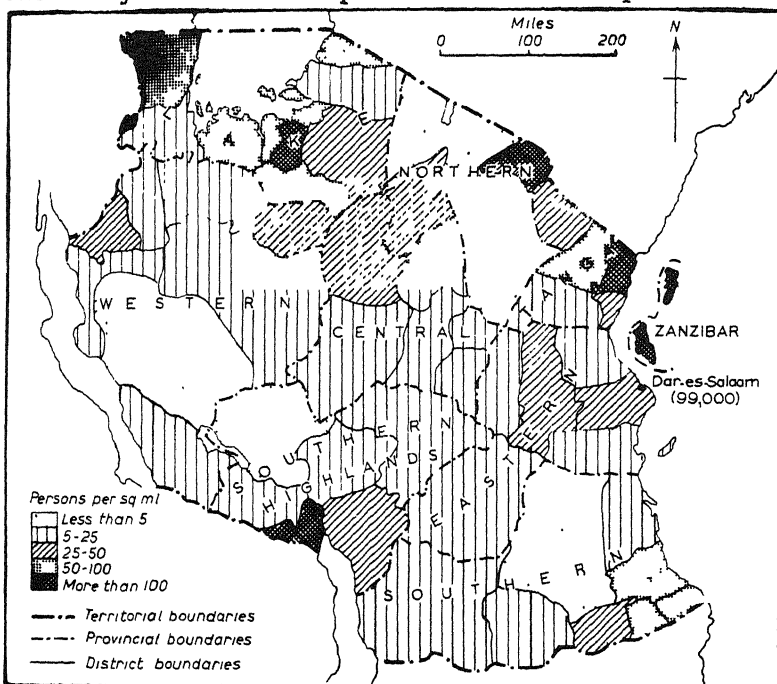 Miles
0 100 200
N
L A K E
NORTHERN
TANGA
WESTERN
CENTRAL
ZANZIBAR
Dar-es-Salaam
(99,000)
EASTERN
SOUTHERN
HIGHLANDS
SOUTHERN
Persons per sq ml
Less than 5
5-25
25-50
50-100
More than 100
Territorial boundaries
Provincial boundaries
District boundaries